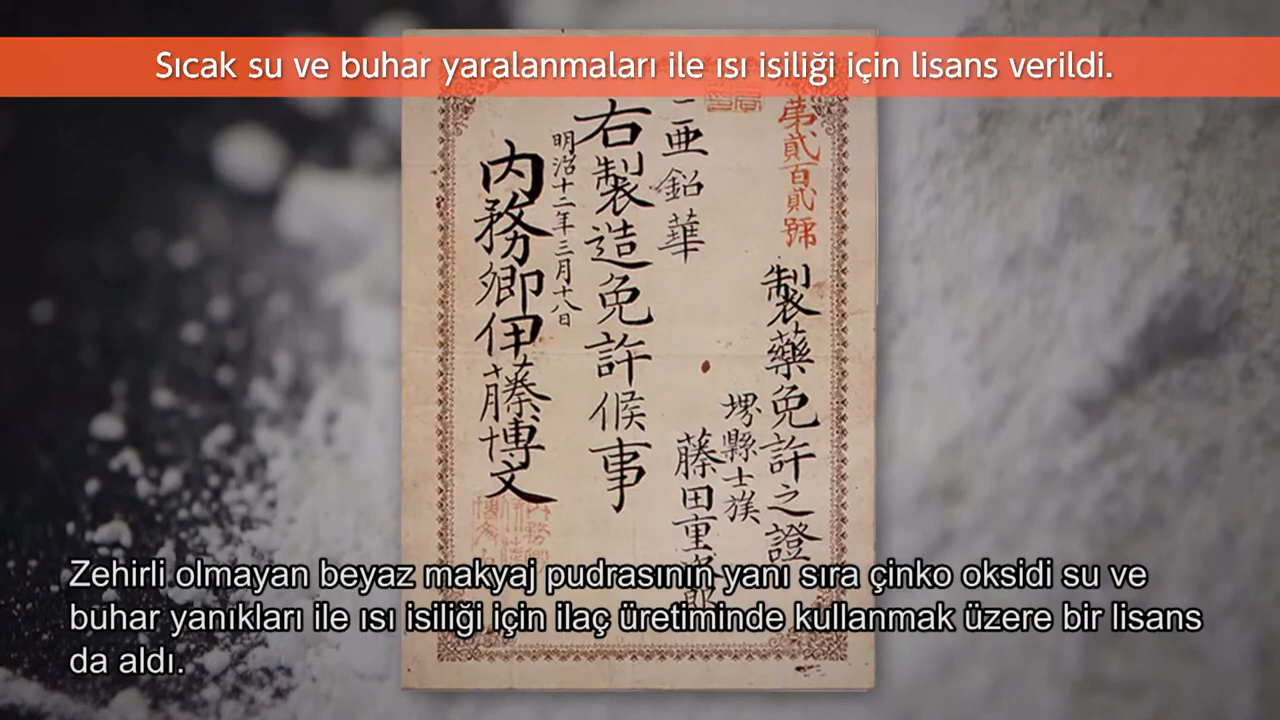 Sıcak su ve buhar yaralanmaları ile ısı isiliği için lisans verildi.
第貳百貳號
製藥免許之證
堺縣士族
藤田重
一亜鉛華
右製造免許候事
明治十二年三月十八日
内務卿伊藤博文
Zehirli olmayan beyaz makyaj pudrasının yanı sıra çinko oksidi su ve
buhar yanıkları ile ısı isiliği için ilaç üretiminde kullanmak üzere bir lisans
da aldı.